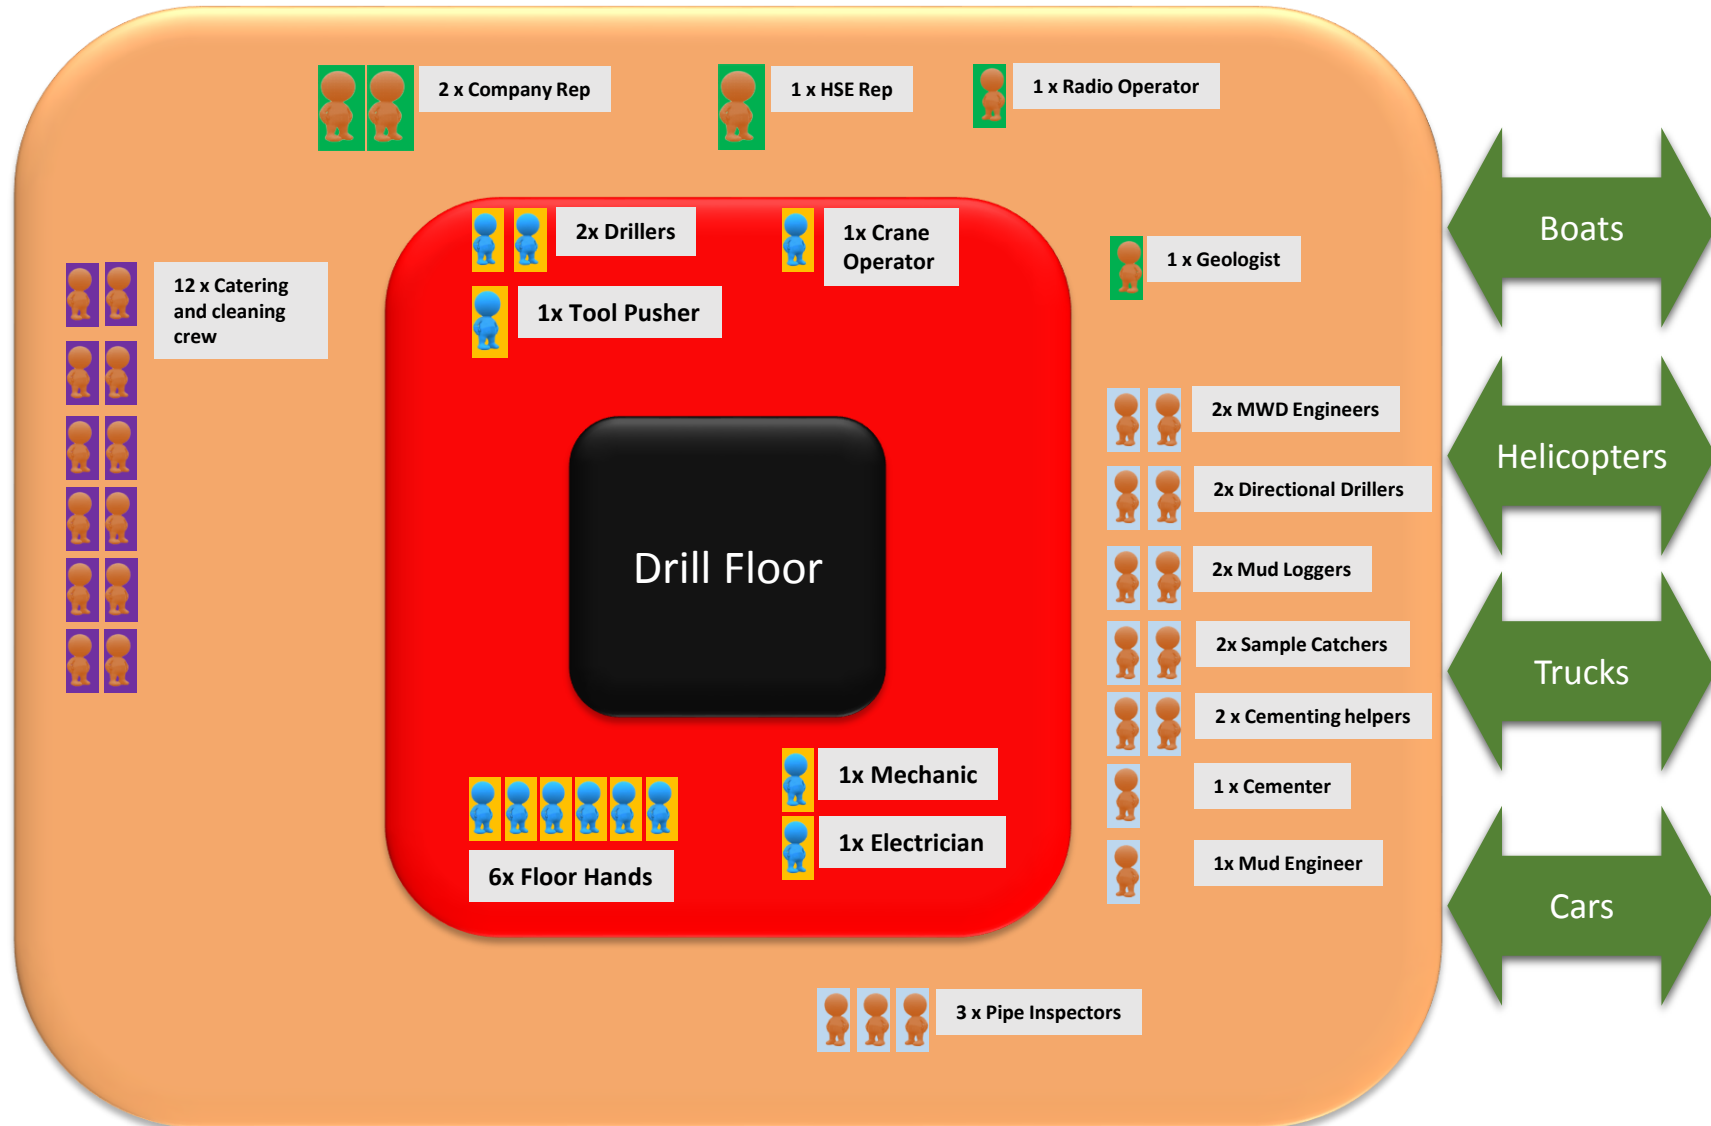 2 x Company Rep
1 x HSE Rep
1 x Radio Operator
Boats
2x Drillers
1x Crane
Operator
1 x Geologist
12 x Catering
and cleaning
crew
1x Tool Pusher
2x MWD Engineers
Helicopters
2x Directional Drillers
Drill Floor
2x Mud Loggers
2x Sample Catchers
Trucks
2 x Cementing helpers
1x Mechanic
1 x Cementer
1x Electrician
1x Mud Engineer
6x Floor Hands
Cars
3 x Pipe Inspectors